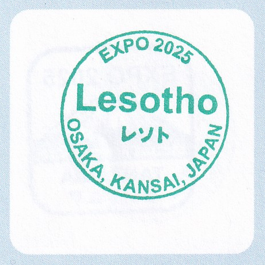 EXPO 2025
Lesotho
レソト
OSAKA, KANSAI, JAPAN